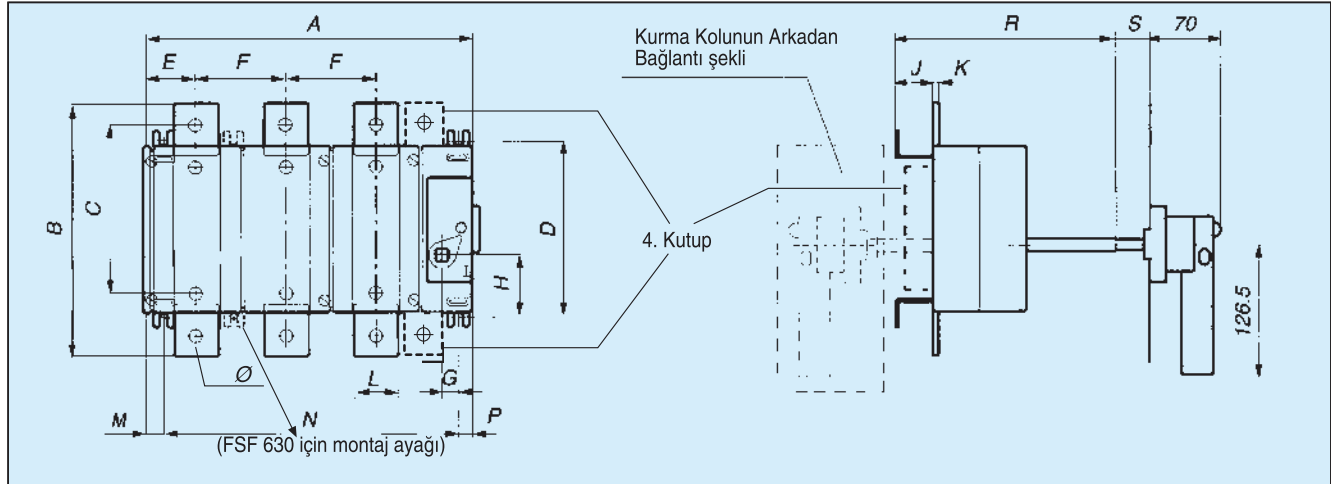 A
E F F
Kurma Kolunun Arkadan
Bağlantı şekli
R S 70
J K
B C D
4. Kutup
H
126.5
Ø
L G
M N P
(FSF 630 için montaj ayağı)